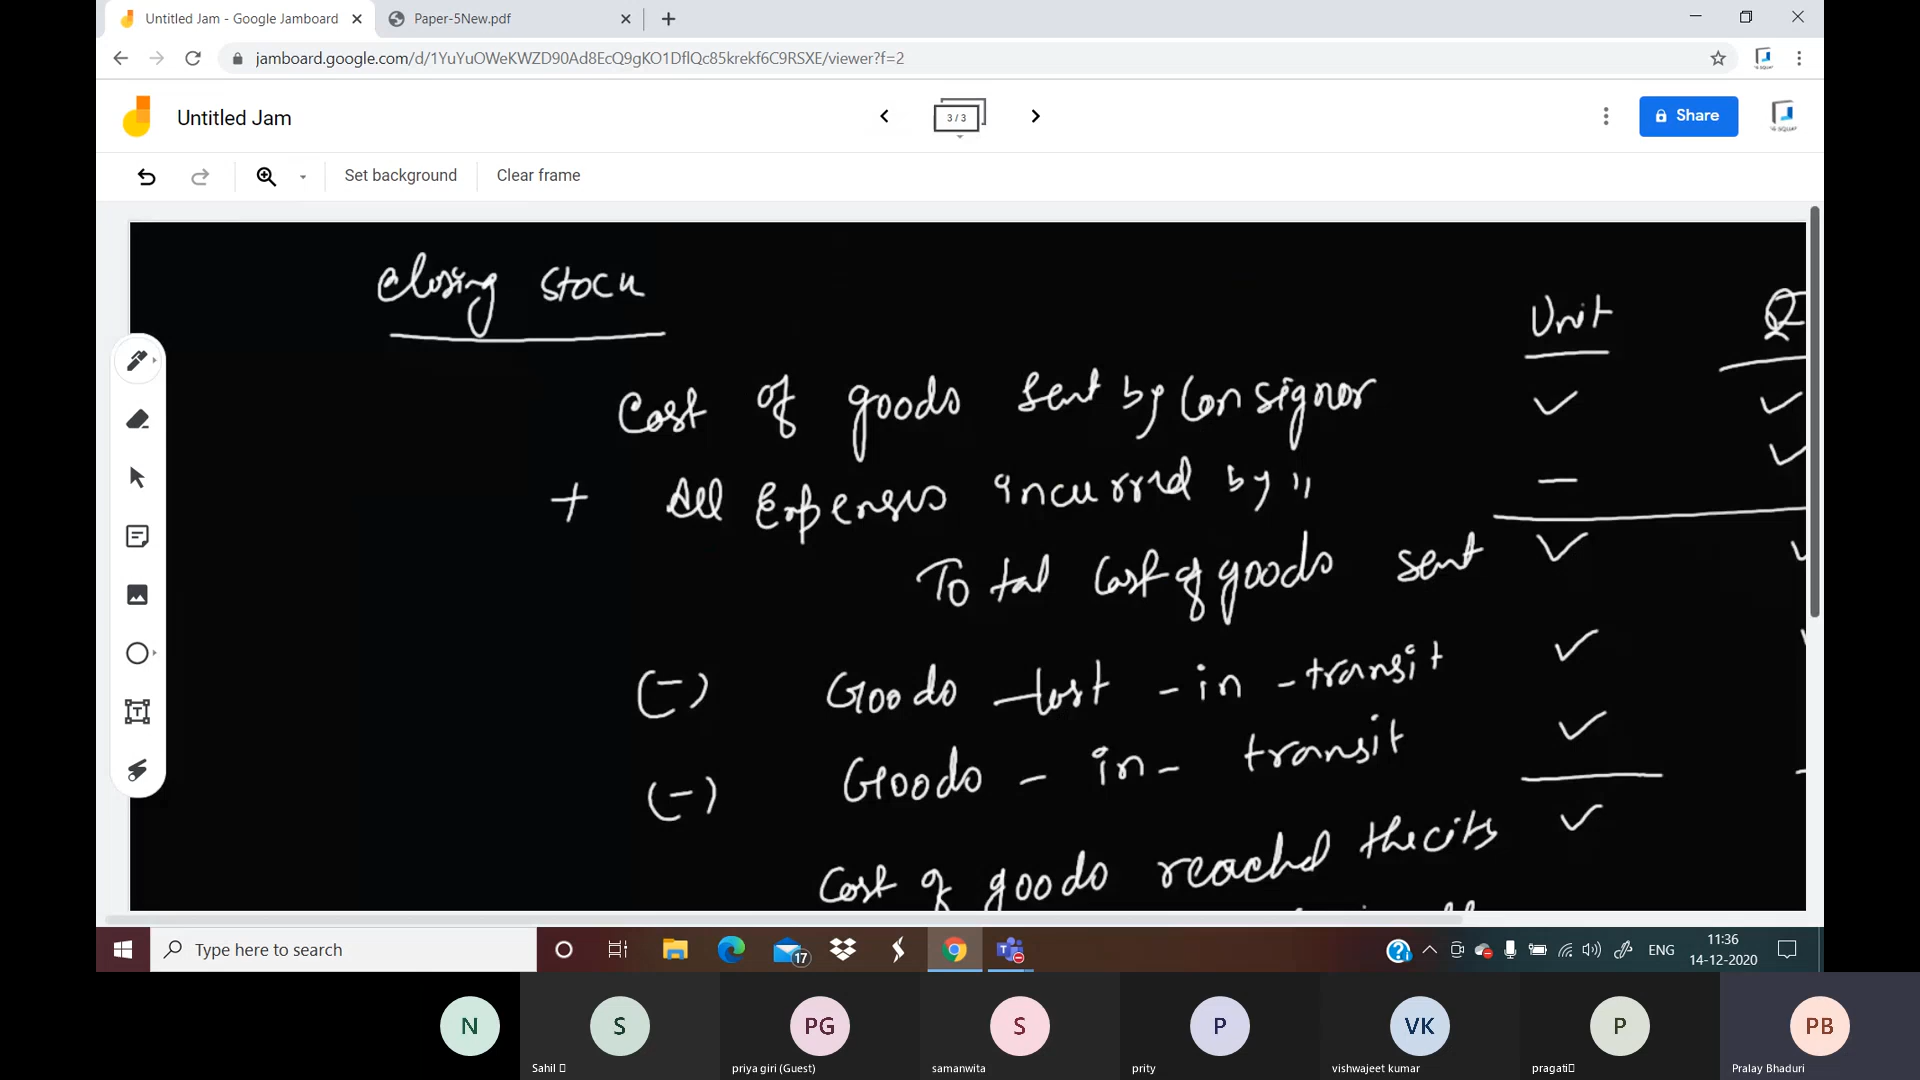 Untitled Jam - Google Jamboard
Paper-5New.pdf
jamboard.google.com/d/1YuYuOWeKWZD90Ad8EcQ9gKO1DflQc85krekf6C9RSXE/viewer?f=2
Untitled Jam
3 / 3
Share
Set background
Clear frame
Closing Stock
Unit
Cost of goods sent by Consignor
+ All Expenses incurred by "
Total Cost of goods sent
(-) Goods - lost - in - transit
(-) Goods - in - transit
Cost of goods reached the city
Type here to search
17
ENG
11:36
14-12-2020
N
S
PG
S
P
VK
P
PB
Sahil
priya giri (Guest)
samanwita
prity
vishwajeet kumar
pragati
Pralay Bhaduri